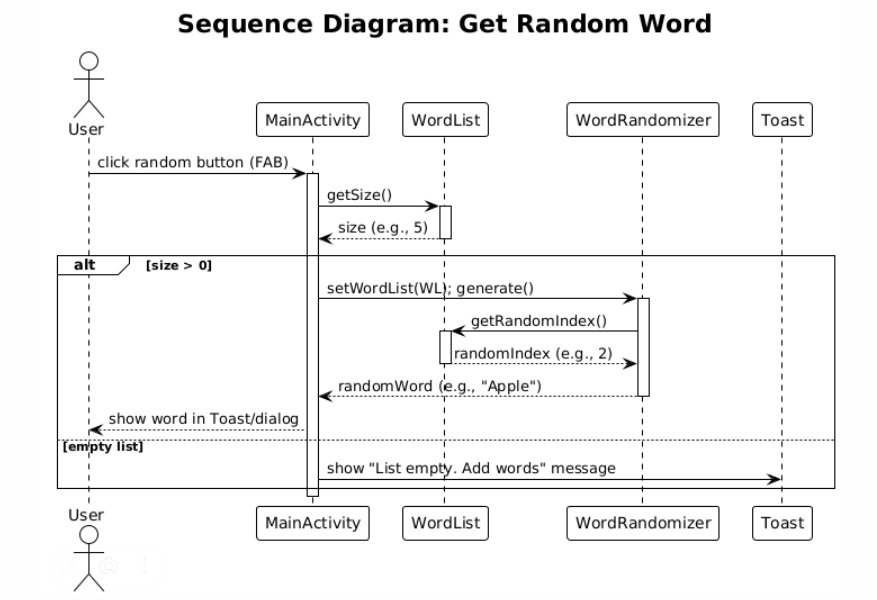 Sequence Diagram: Get Random Word
User
MainActivity
WordList
WordRandomizer
Toast
click random button (FAB)
getSize()
size (e.g., 5)
alt
[size > 0]
setWordList(WL); generate()
getRandomIndex()
randomIndex (e.g., 2)
randomWord (e.g., "Apple")
show word in Toast/dialog
[empty list]
show "List empty. Add words" message
User
MainActivity
WordList
WordRandomizer
Toast